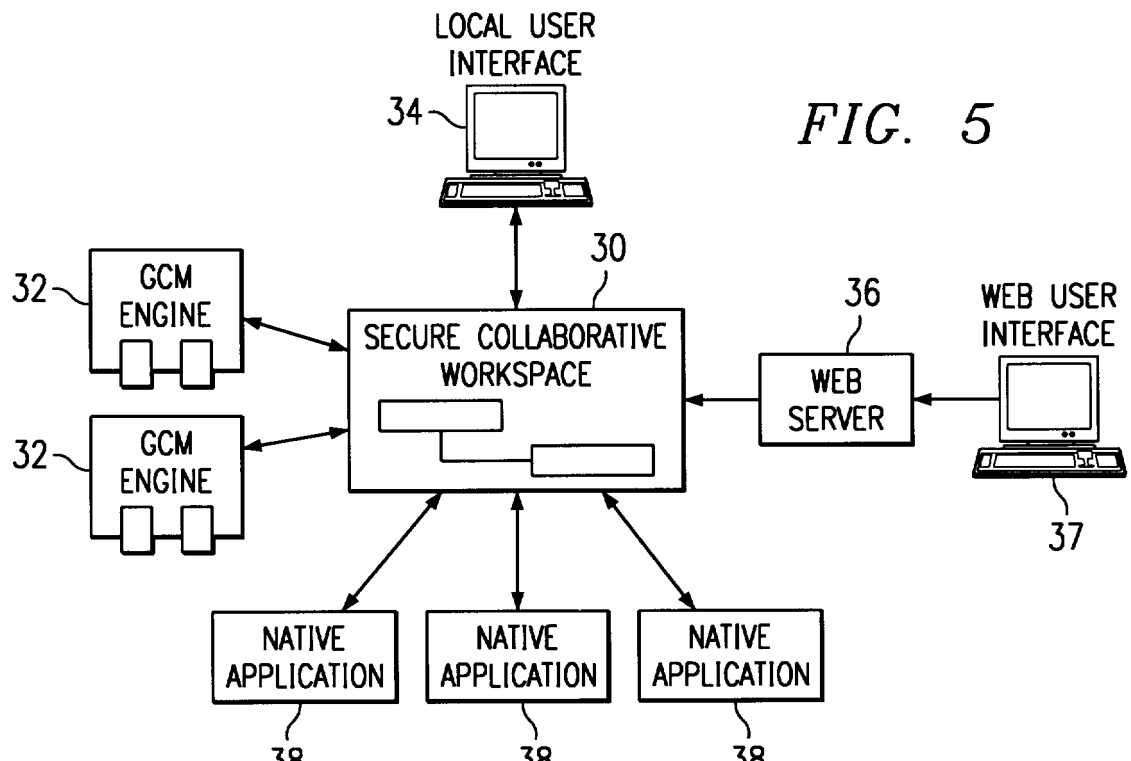 LOCAL USER
INTERFACE
34
FIG. 5
30
32
GCM
ENGINE
SECURE COLLABORATIVE
WORKSPACE
36
WEB
SERVER
WEB USER
INTERFACE
37
32
GCM
ENGINE
NATIVE
APPLICATION
NATIVE
APPLICATION
NATIVE
APPLICATION
38
38
38